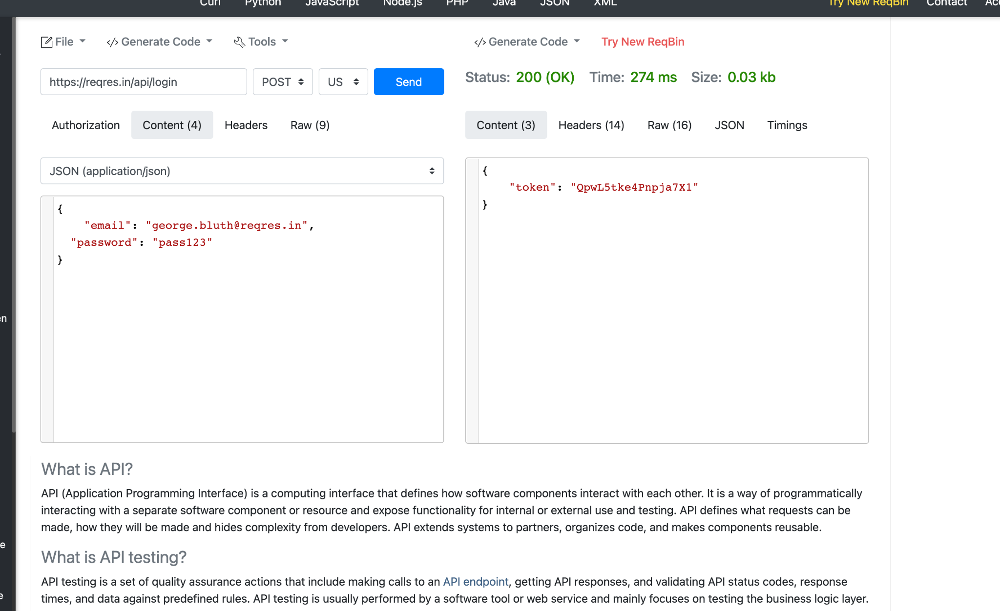 Curl Python JavaScript Node.js PHP Java JSON XML Try New ReqBin Contact
File Generate Code Tools
https://reqres.in/api/login POST US Send
Authorization Content (4) Headers Raw (9)
JSON (application/json)
{
"email": "george.bluth@reqres.in",
"password": "pass123"
}
Generate Code Try New ReqBin
Status: 200 (OK) Time: 274 ms Size: 0.03 kb
Content (3) Headers (14) Raw (16) JSON Timings
{
"token": "QpwL5tke4Pnpja7X1"
}
What is API?
API (Application Programming Interface) is a computing interface that defines how software components interact with each other. It is a way of programmatically
interacting with a separate software component or resource and expose functionality for internal or external use and testing. API defines what requests can be
made, how they will be made and hides complexity from developers. API extends systems to partners, organizes code, and makes components reusable.
What is API testing?
API testing is a set of quality assurance actions that include making calls to an API endpoint, getting API responses, and validating API status codes, response
times, and data against predefined rules. API testing is usually performed by a software tool or web service and mainly focuses on testing the business logic layer.